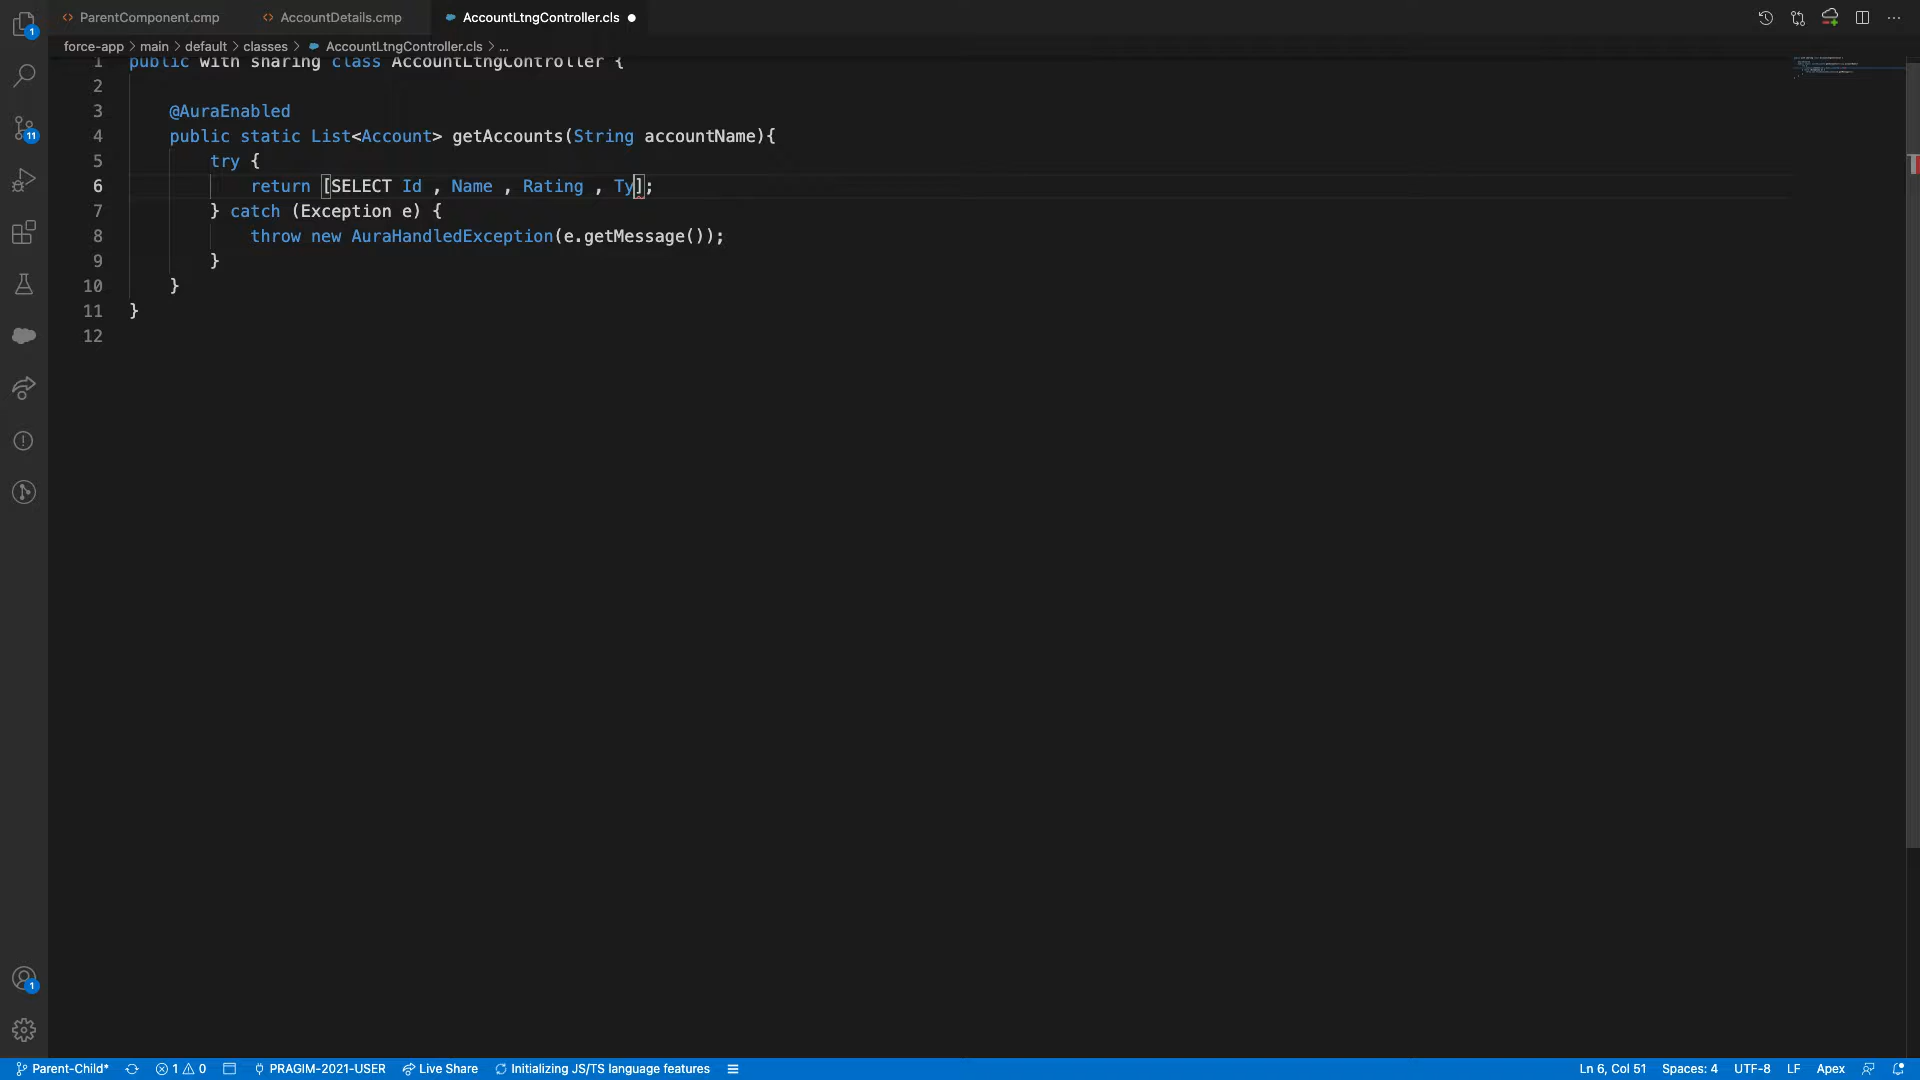 ParentComponent.cmp AccountDetails.cmp AccountLtngController.cls
force-app > main > default > classes > AccountLtngController.cls > ...
1 public with sharing class AccountLtngController {
2
3 @AuraEnabled
4 public static List<Account> getAccounts(String accountName){
5 try {
6 return [SELECT Id , Name , Rating , Ty];
7 } catch (Exception e) {
8 throw new AuraHandledException(e.getMessage());
9 }
10 }
11 }
12
1
11
1
Parent-Child* 1 0 PRAGIM-2021-USER Live Share Initializing JS/TS language features Ln 6, Col 51 Spaces: 4 UTF-8 LF Apex